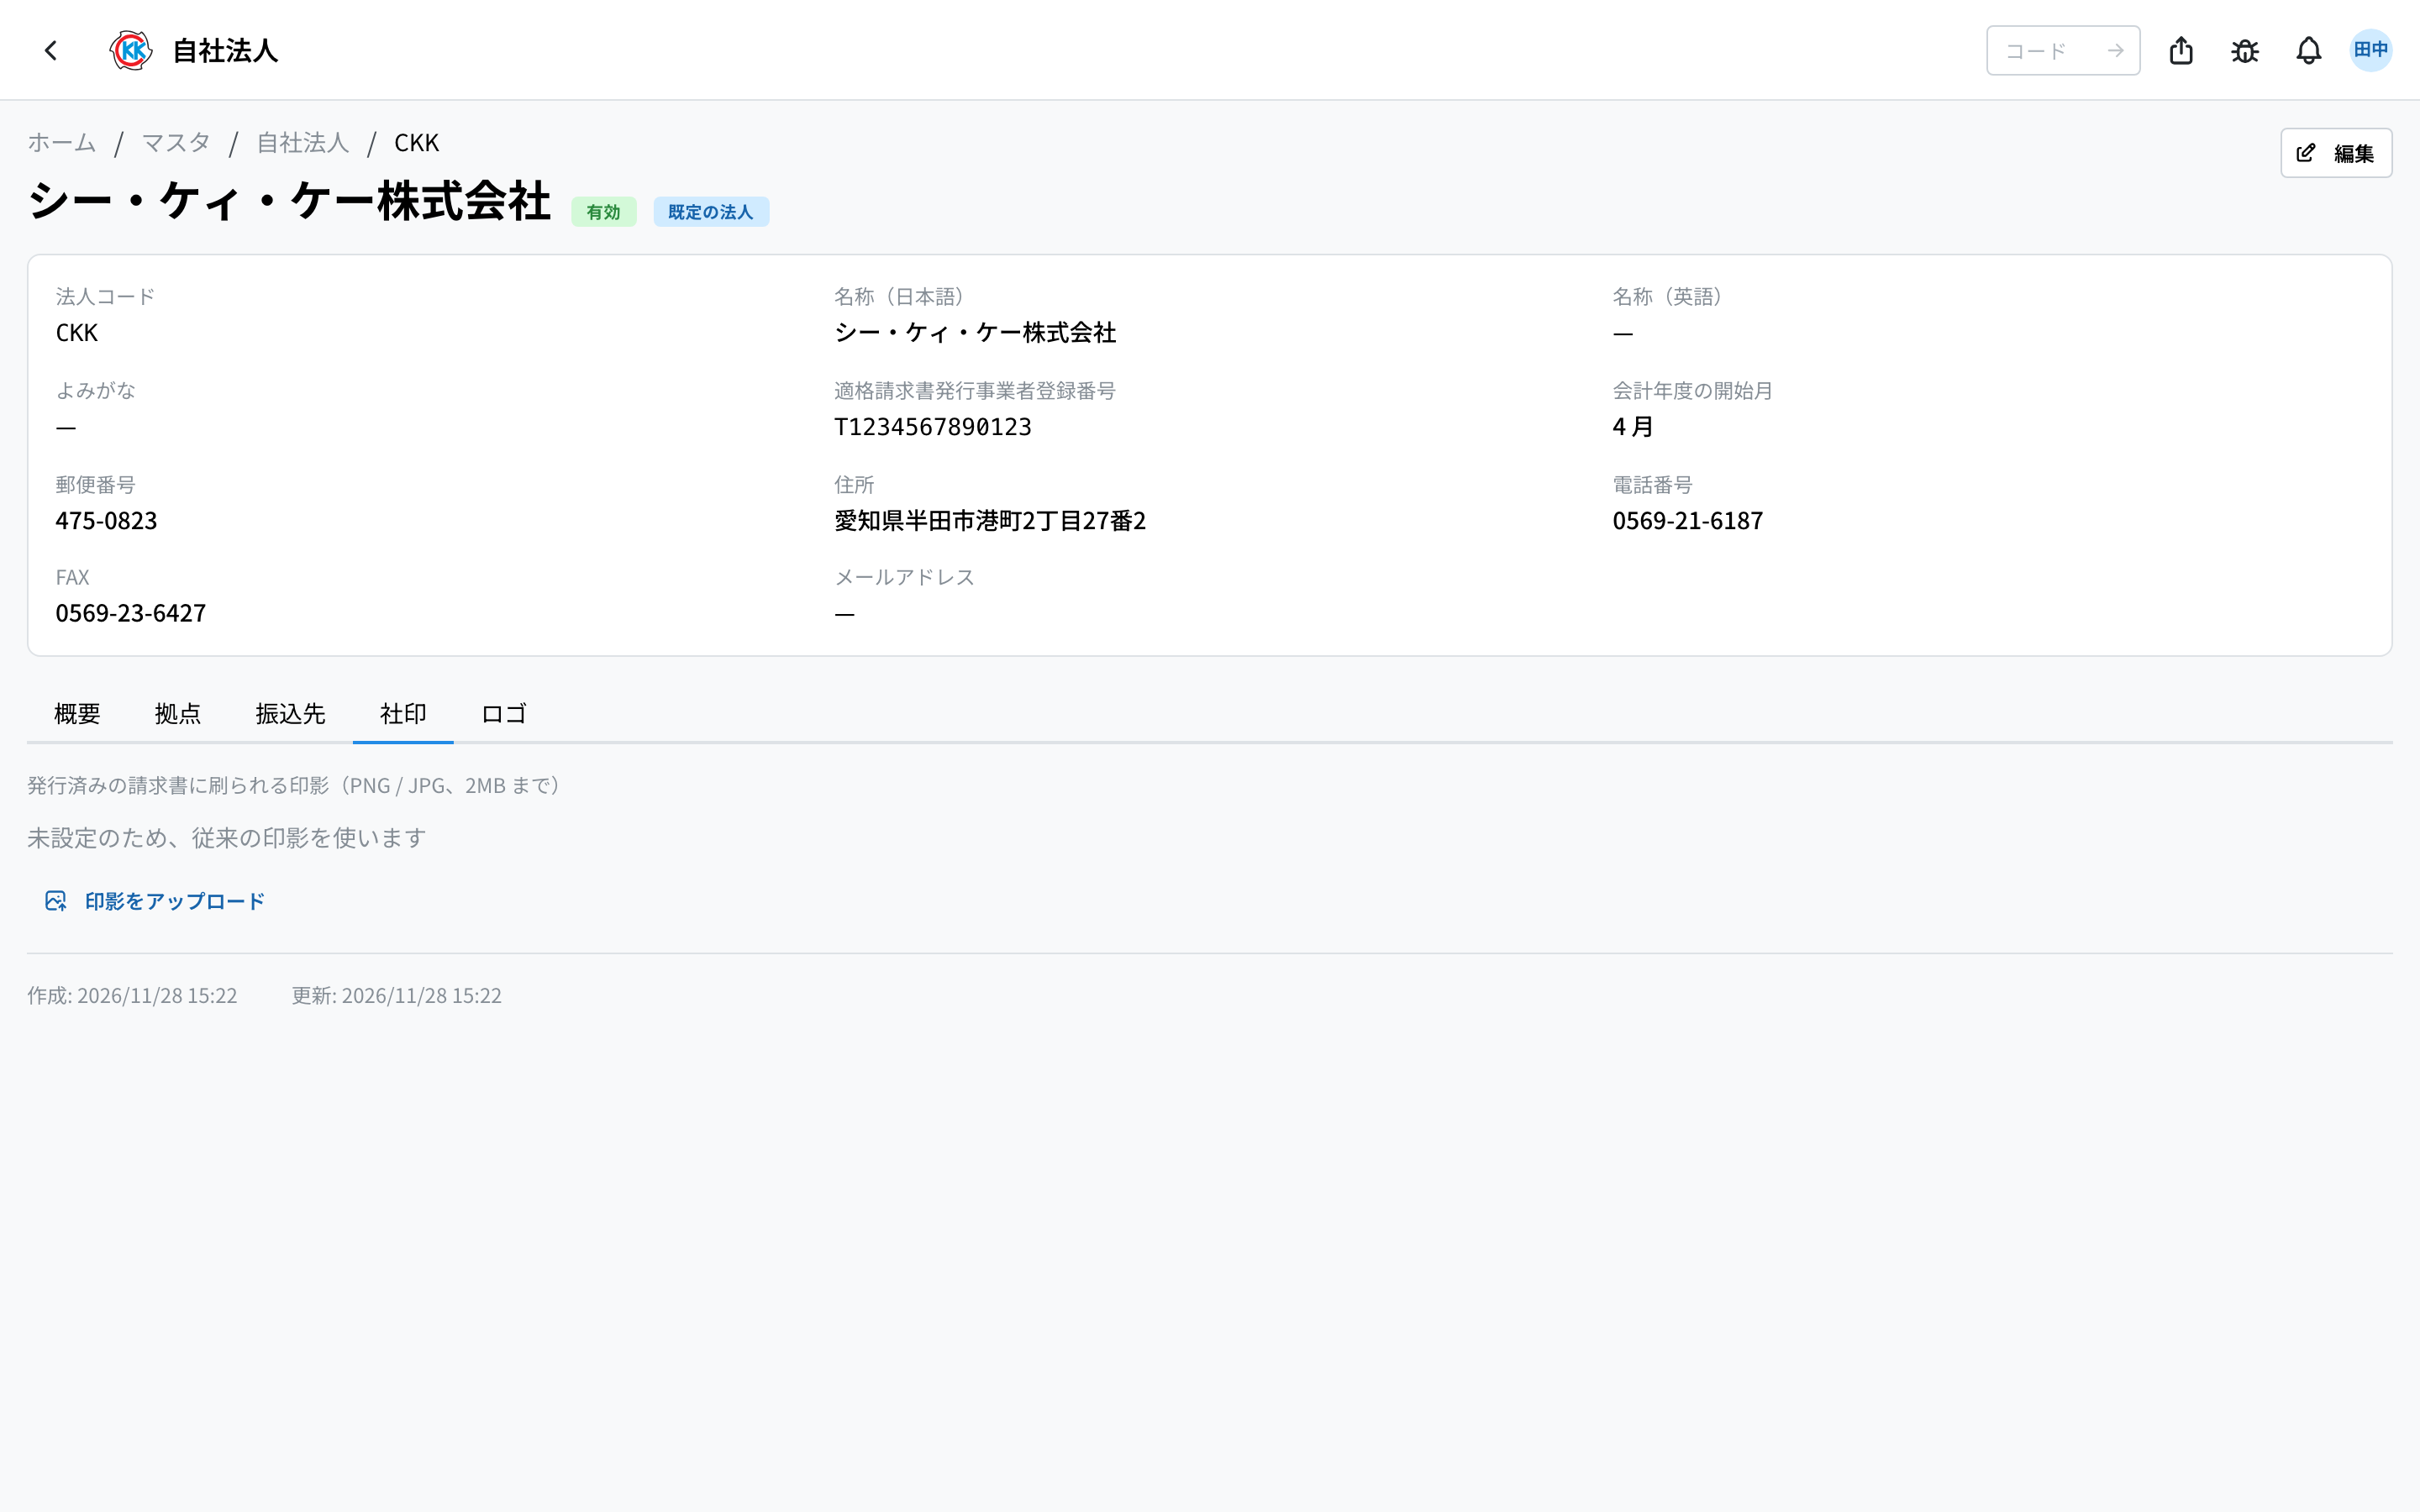 CKK 自社法人 コード 田中
ホーム / マスタ / 自社法人 / CKK
編集
シー・ケィ・ケー株式会社 有効 既定の法人
法人コード 名称（日本語） 名称（英語）
CKK シー・ケィ・ケー株式会社 —
よみがな 適格請求書発行事業者登録番号 会計年度の開始月
— T1234567890123 4 月
郵便番号 住所 電話番号
475-0823 愛知県半田市港町2丁目27番2 0569-21-6187
FAX メールアドレス
0569-23-6427 —
概要 拠点 振込先 社印 ロゴ
発行済みの請求書に刷られる印影（PNG / JPG、2MB まで）
未設定のため、従来の印影を使います
印影をアップロード
作成: 2026/11/28 15:22 更新: 2026/11/28 15:22